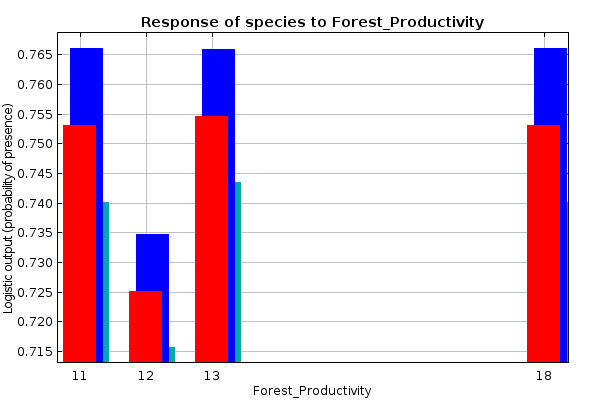 Response of species to Forest_Productivity
Logistic output (probability of presence)
0.765
0.760
0.755
0.750
0.745
0.740
0.735
0.730
0.725
0.720
0.715
11 12 13 18
Forest_Productivity